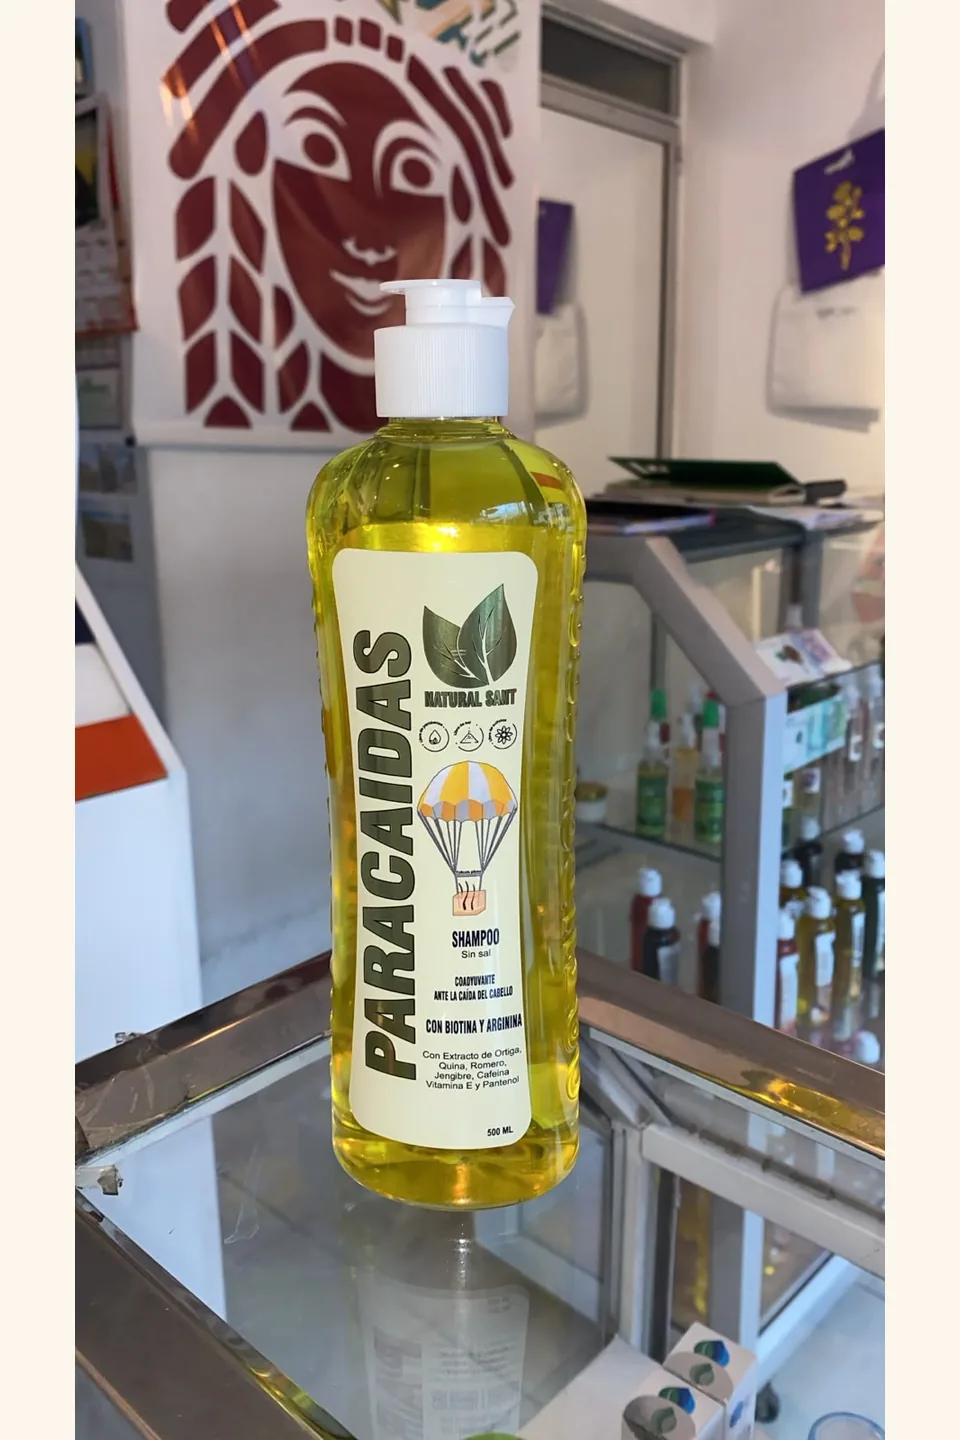 PARACAIDAS
NATURAL SANT
SHAMPOO
Sin sal
COADYUVANTE
ANTE LA CAÍDA DEL CABELLO
CON BIOTINA Y ARGININA
Con Extracto de Ortiga,
Quina, Romero,
Jengibre, Cafeina
Vitamina E y Pantenol
500 ML